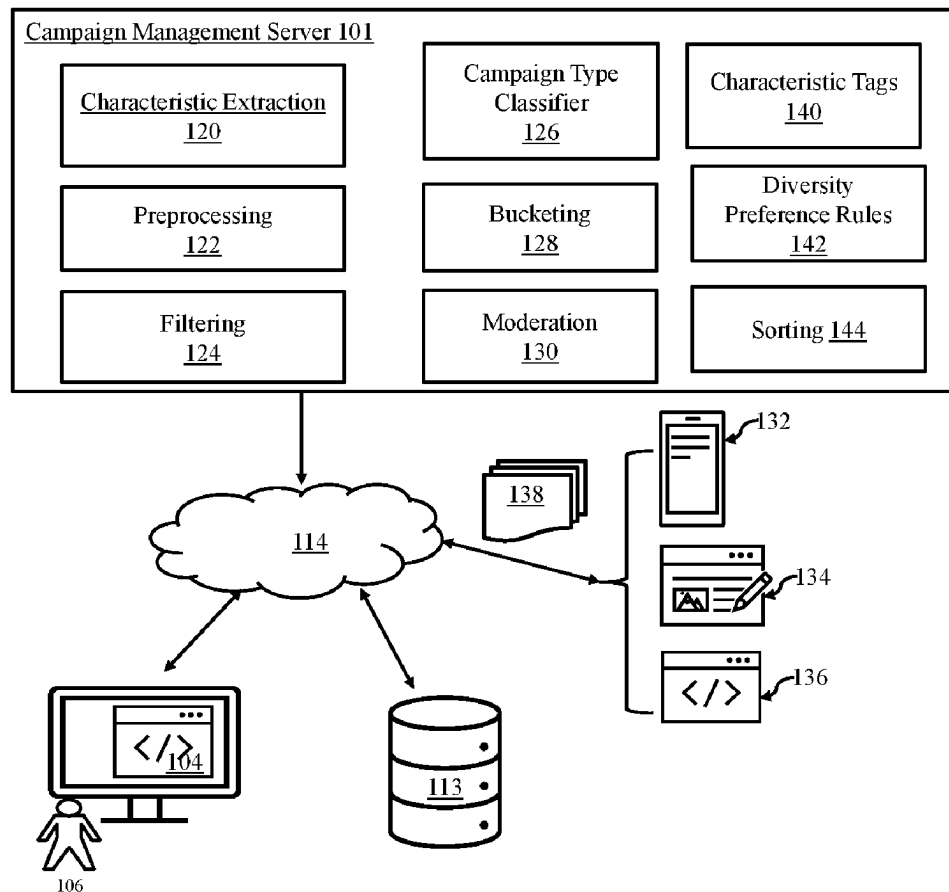 Campaign Management Server 101
Characteristic Extraction
120
Campaign Type
Classifier
126
Characteristic Tags
140
Preprocessing
122
Bucketing
128
Diversity
Preference Rules
142
Filtering
124
Moderation
130
Sorting 144
132
138
114
134
</>
136
</>
104
113
106